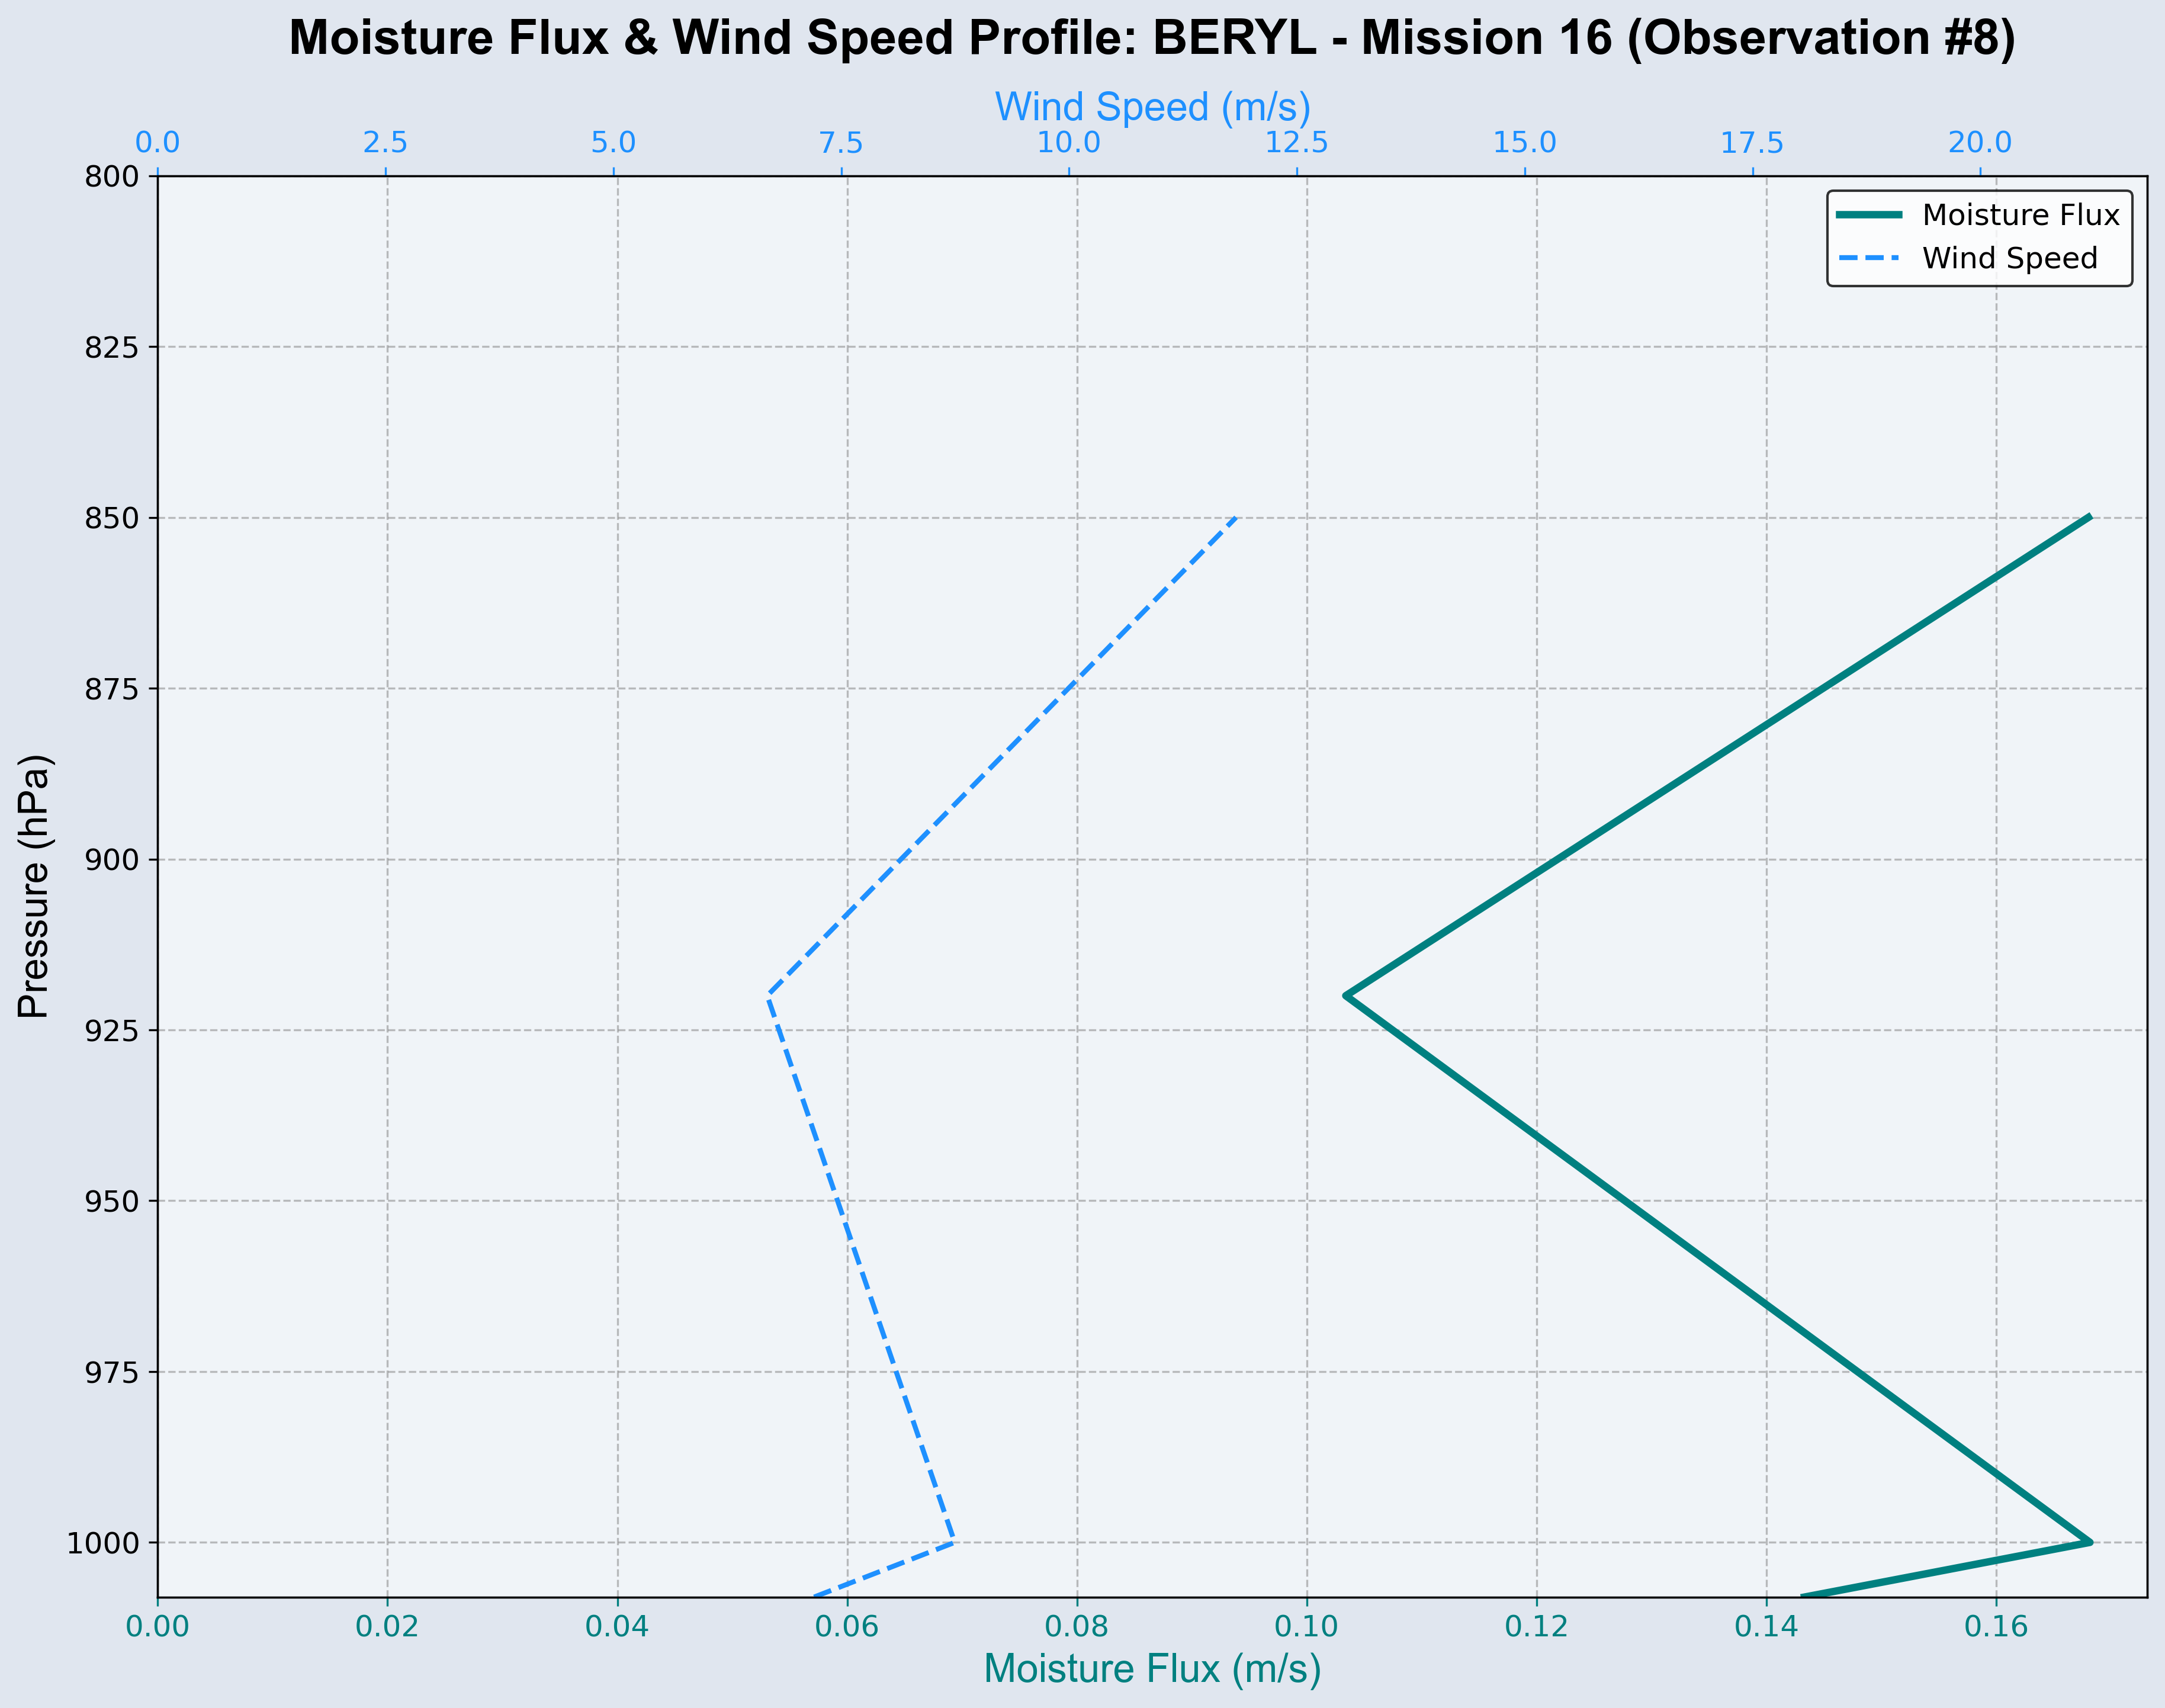 Moisture Flux & Wind Speed Profile: BERYL - Mission 16 (Observation #8)
Wind Speed (m/s)
0.0 2.5 5.0 7.5 10.0 12.5 15.0 17.5 20.0
Moisture Flux
Wind Speed
Pressure (hPa)
800
825
850
875
900
925
950
975
1000
0.00 0.02 0.04 0.06 0.08 0.10 0.12 0.14 0.16
Moisture Flux (m/s)